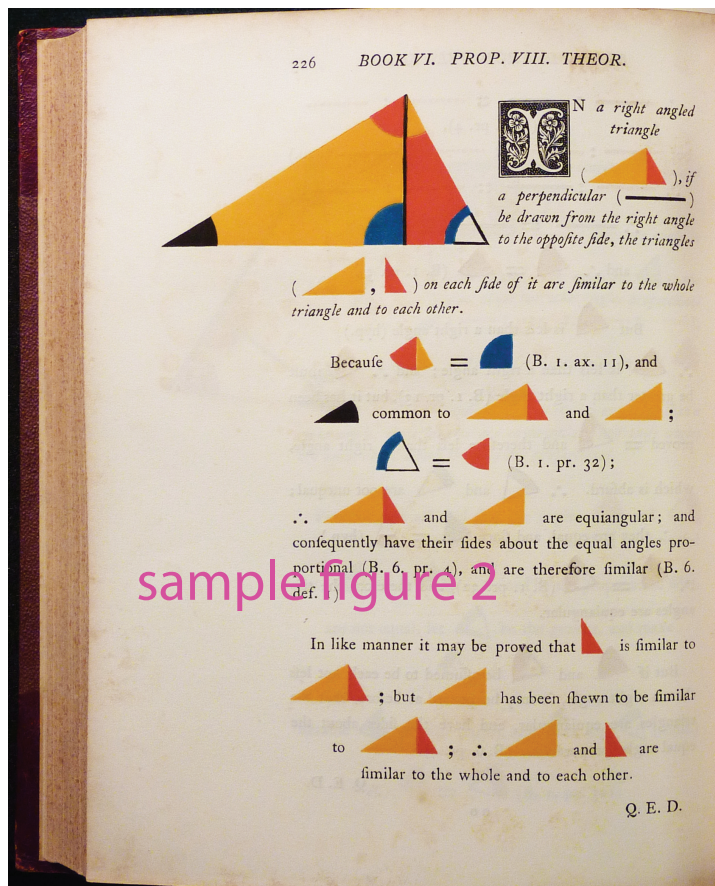 226 BOOK VI. PROP. VIII. THEOR.
IN a right angled
triangle
( ), if
a perpendicular ( )
be drawn from the right angle
to the oppoſite ſide, the triangles
( , ) on each ſide of it are ſimilar to the whole
triangle and to each other.
Becauſe = (B. 1. ax. 11), and
common to and ;
= (B. 1. pr. 32);
∴ and are equiangular; and
conſequently have their ſides about the equal angles pro-
portional (B. 6. pr. 4), and are therefore ſimilar (B. 6.
def. 1)
sample figure 2
In like manner it may be proved that is ſimilar to
; but has been ſhewn to be ſimilar
to ; ∴ and are
ſimilar to the whole and to each other.
Q. E. D.